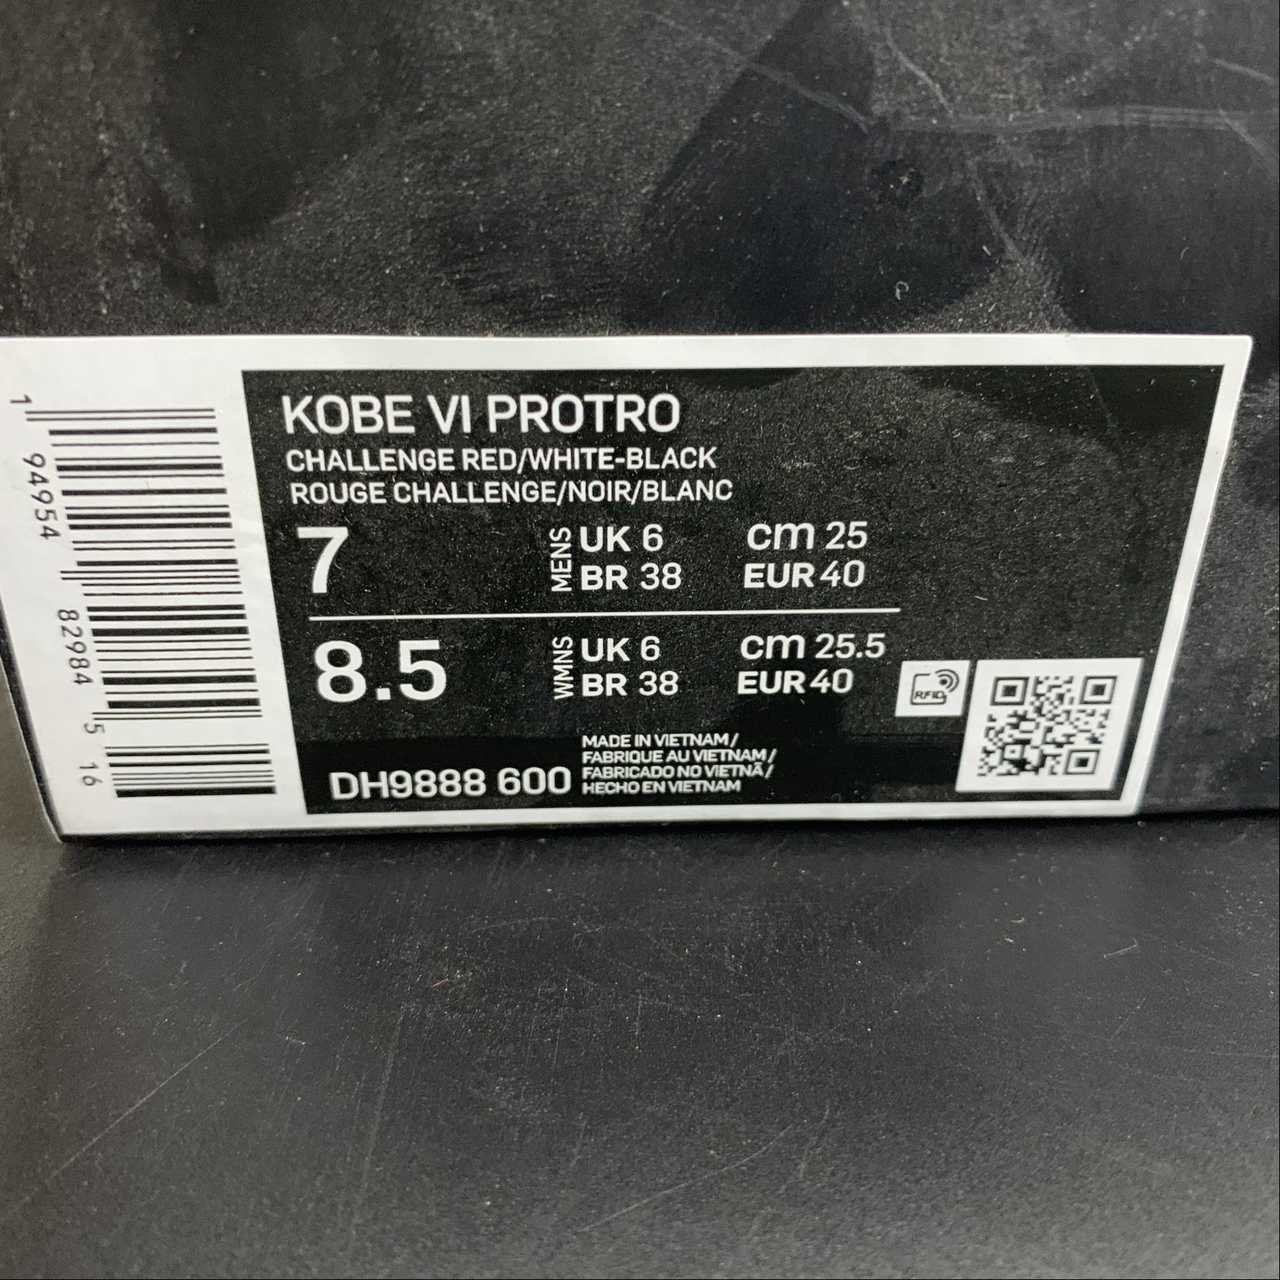 KOBE VI PROTRO
CHALLENGE RED/WHITE-BLACK
ROUGE CHALLENGE/NOIR/BLANC
7 MENS UK 6 cm 25
BR 38 EUR 40
8.5 WMNS UK 6 cm 25.5
BR 38 EUR 40
RFID
DH9888 600
MADE IN VIETNAM /
FABRIQUE AU VIETNAM /
FABRICADO NO VIETNÃ /
HECHO EN VIETNAM
1 94954 82984 5 16